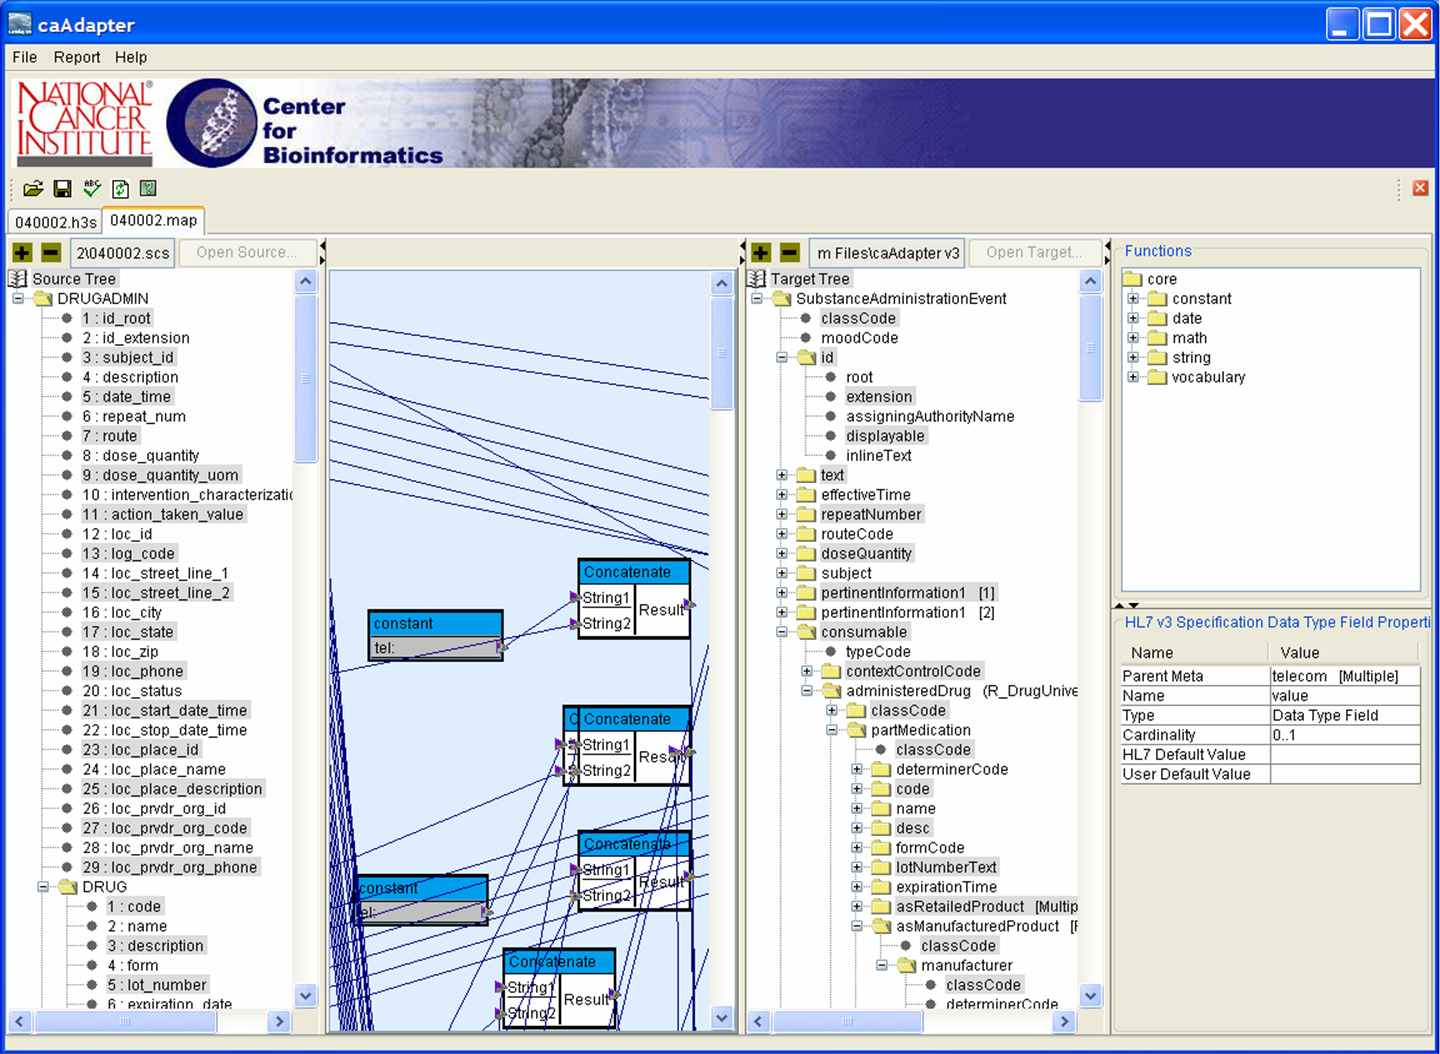 caAdapter
File Report Help
NATIONAL
CANCER
INSTITUTE
®
Center
for
Bioinformatics
ABC
040002.h3s
040002.map
2\040002.scs
Open Source...
Source Tree
DRUGADMIN
1 : id_root
2 : id_extension
3 : subject_id
4 : description
5 : date_time
6 : repeat_num
7 : route
8 : dose_quantity
9 : dose_quantity_uom
10 : intervention_characterizatic
11 : action_taken_value
12 : loc_id
13 : log_code
14 : loc_street_line_1
15 : loc_street_line_2
16 : loc_city
17 : loc_state
18 : loc_zip
19 : loc_phone
20 : loc_status
21 : loc_start_date_time
22 : loc_stop_date_time
23 : loc_place_id
24 : loc_place_name
25 : loc_place_description
26 : loc_prvdr_org_id
27 : loc_prvdr_org_code
28 : loc_prvdr_org_name
29 : loc_prvdr_org_phone
DRUG
1 : code
2 : name
3 : description
4 : form
5 : lot_number
6 : expiration_date
Concatenate
String1
String2
Result
constant
tel:
C Concatenate
String1
String2
Result
Concatenate
String1
String2
Result
constant
tel:
Concatenate
String1
String2
Result
m Files\caAdapter v3
Open Target...
Target Tree
SubstanceAdministrationEvent
classCode
moodCode
id
root
extension
assigningAuthorityName
displayable
inlineText
text
effectiveTime
repeatNumber
routeCode
doseQuantity
subject
pertinentInformation1 [1]
pertinentInformation1 [2]
consumable
typeCode
contextControlCode
administeredDrug (R_DrugUnive
classCode
partMedication
classCode
determinerCode
code
name
desc
formCode
lotNumberText
expirationTime
asRetailedProduct [Multip
asManufacturedProduct [
classCode
manufacturer
classCode
determinerCode
Functions
core
constant
date
math
string
vocabulary
HL7 v3 Specification Data Type Field Properti
Name Value
Parent Meta telecom [Multiple]
Name value
Type Data Type Field
Cardinality 0..1
HL7 Default Value
User Default Value